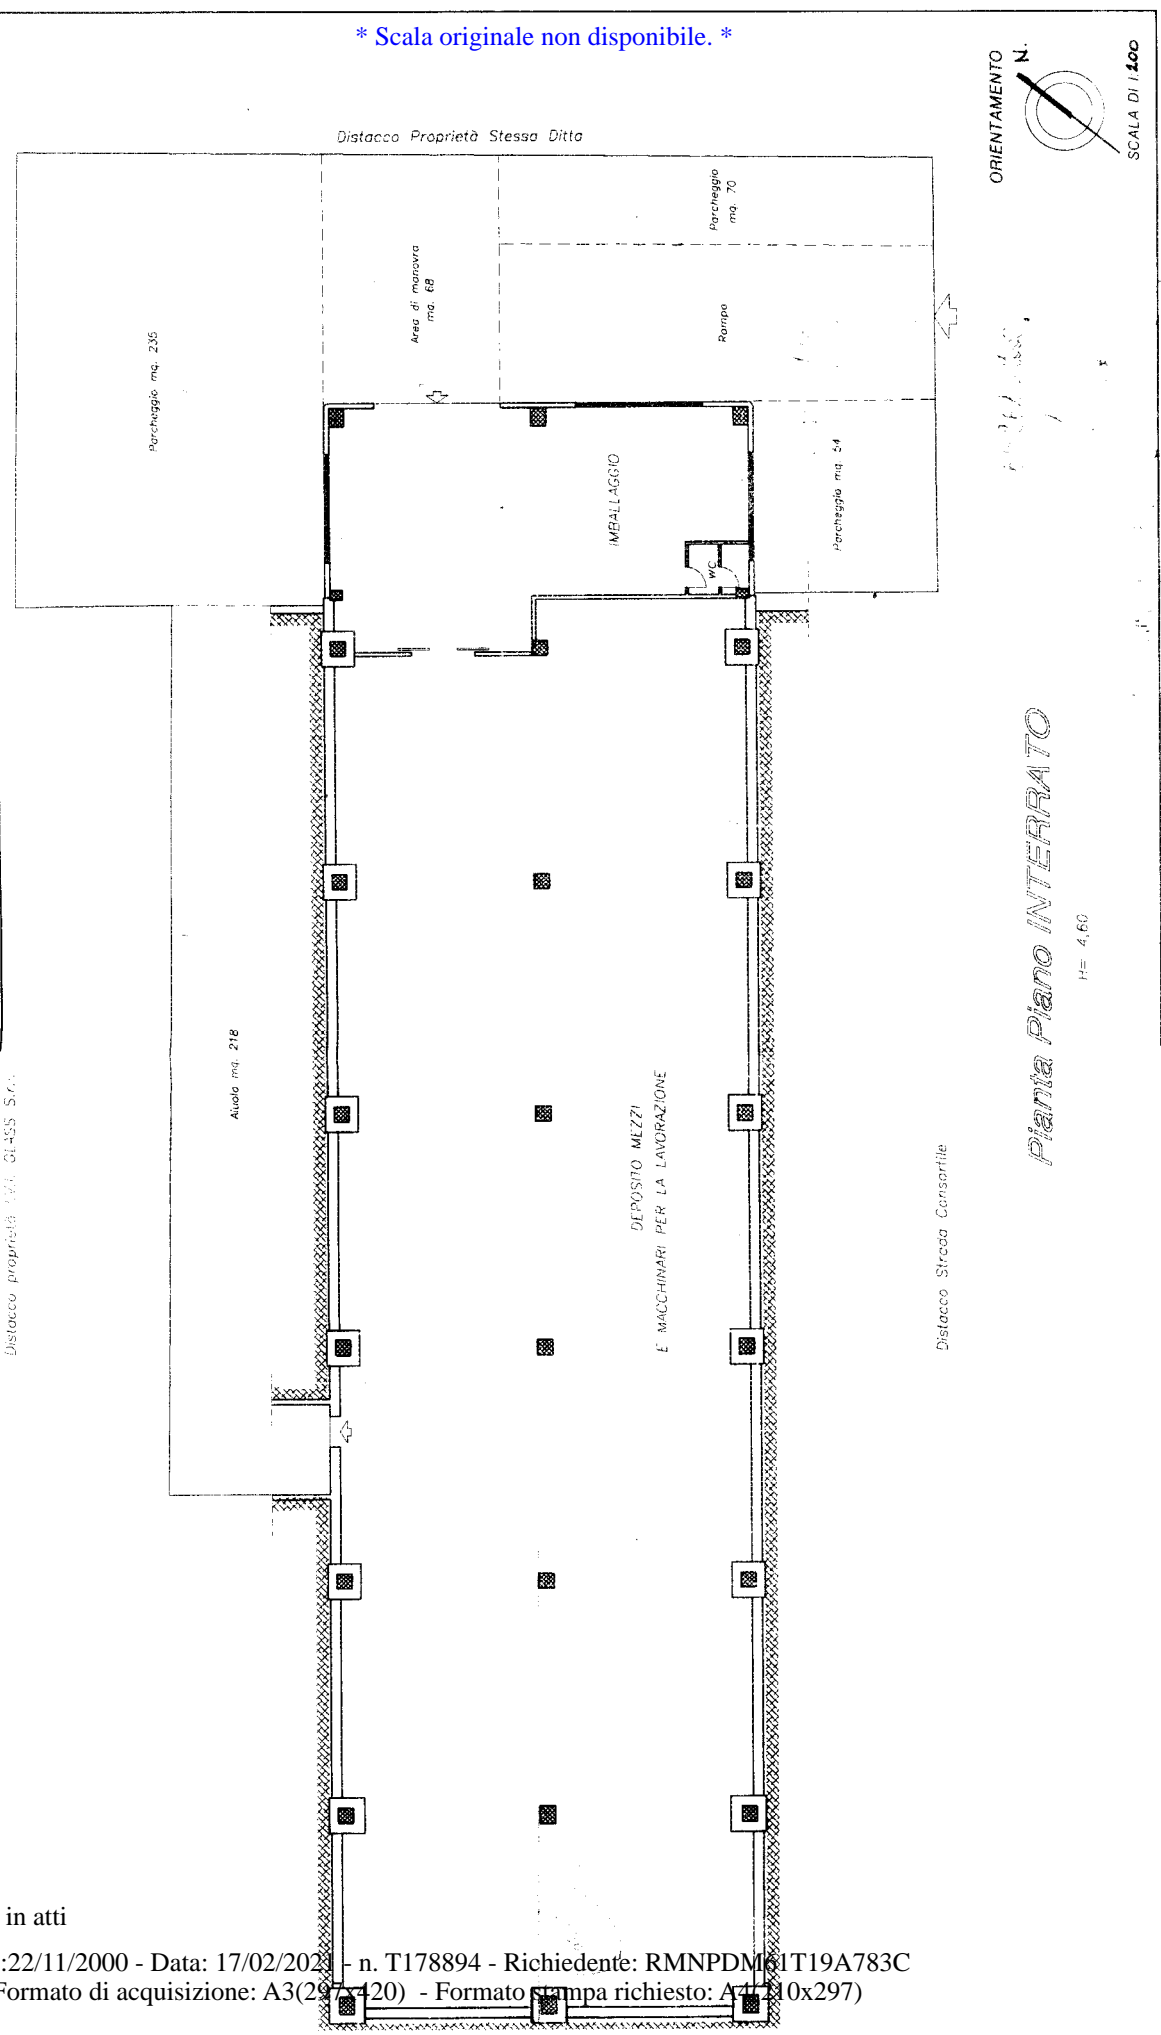 * Scala originale non disponibile. *
ORIENTAMENTO
N.
SCALA DI 1:200
Distacco Proprietà Stessa Ditta
Parcheggio
mq. 70
Area di manovra
mq. 68
Rampa
Parcheggio mq. 235
IMBALLAGGIO
Parcheggio mq. 54
WC
Pianta Piano INTERRATO
H= 4,60
Aiuola mq. 218
DEPOSITO MEZZI
E MACCHINARI PER LA LAVORAZIONE
Distacco Strada Consortile
Distacco proprietà GLASS S.r.l.
in atti
:22/11/2000 - Data: 17/02/2021 - n. T178894 - Richiedente: RMNPDM61T19A783C
Formato di acquisizione: A3(297x420) - Formato stampa richiesto: A4(210x297)